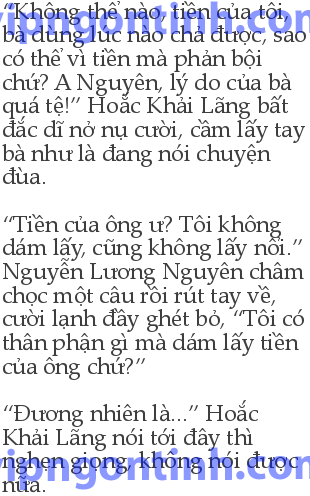 “Không thể nào, tiền của tôi,
bà dùng lúc nào chả được, sao
có thể vì tiền mà phản bội
chứ? A Nguyên, lý do của bà
quá tệ!” Hoắc Khải Lãng bất
đắc dĩ nở nụ cười, cầm lấy tay
bà như là đang nói chuyện
đùa.
“Tiền của ông ư? Tôi không
dám lấy, cũng không lấy nổi.”
Nguyễn Lương Nguyên châm
chọc một câu rồi rút tay về,
cười lạnh đầy ghét bỏ, “Tôi có
thân phận gì mà dám lấy tiền
của ông chứ?”
“Đương nhiên là...” Hoắc
Khải Lãng nói tới đây thì
nghẹn giọng, không nói được
nữa.